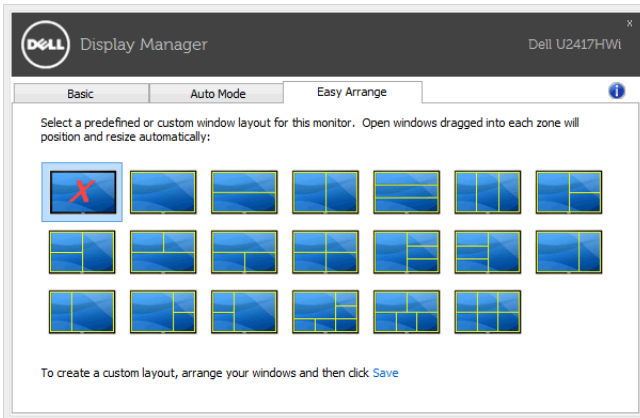 DELL Display Manager
x
Dell U2417HWi
Basic Auto Mode Easy Arrange
i
Select a predefined or custom window layout for this monitor. Open windows dragged into each zone will
position and resize automatically:
X
To create a custom layout, arrange your windows and then click Save